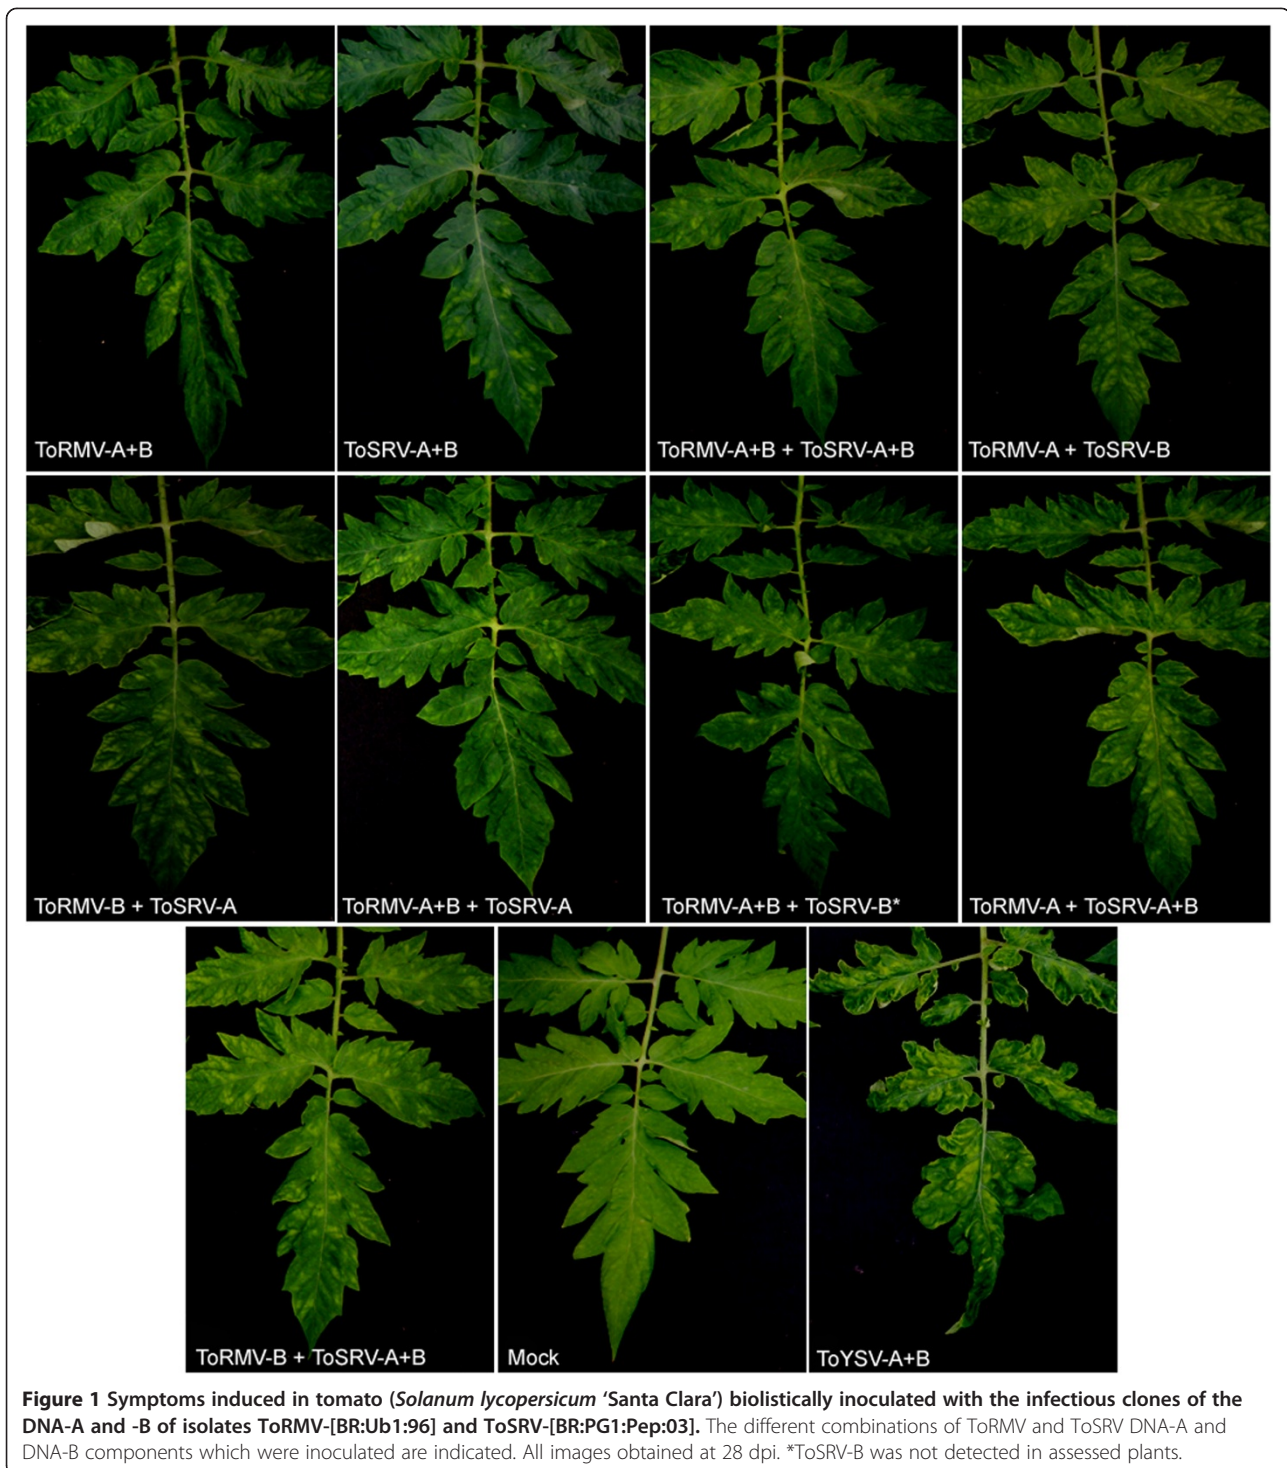 ToRMV-A+B
ToSRV-A+B
ToRMV-A+B + ToSRV-A+B
ToRMV-A + ToSRV-B
ToRMV-B + ToSRV-A
ToRMV-A+B + ToSRV-A
ToRMV-A+B + ToSRV-B*
ToRMV-A + ToSRV-A+B
ToRMV-B + ToSRV-A+B
Mock
ToYSV-A+B
Figure 1 Symptoms induced in tomato (Solanum lycopersicum ‘Santa Clara’) biolistically inoculated with the infectious clones of the
DNA-A and -B of isolates ToRMV-[BR:Ub1:96] and ToSRV-[BR:PG1:Pep:03]. The different combinations of ToRMV and ToSRV DNA-A and
DNA-B components which were inoculated are indicated. All images obtained at 28 dpi. *ToSRV-B was not detected in assessed plants.